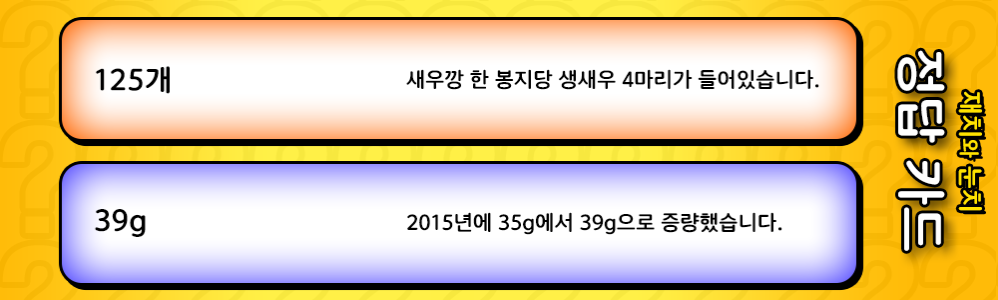 125개
새우깡 한 봉지당 생새우 4마리가 들어있습니다.
39g
2015년에 35g에서 39g으로 증량했습니다.
재치와 눈치
정답 카드